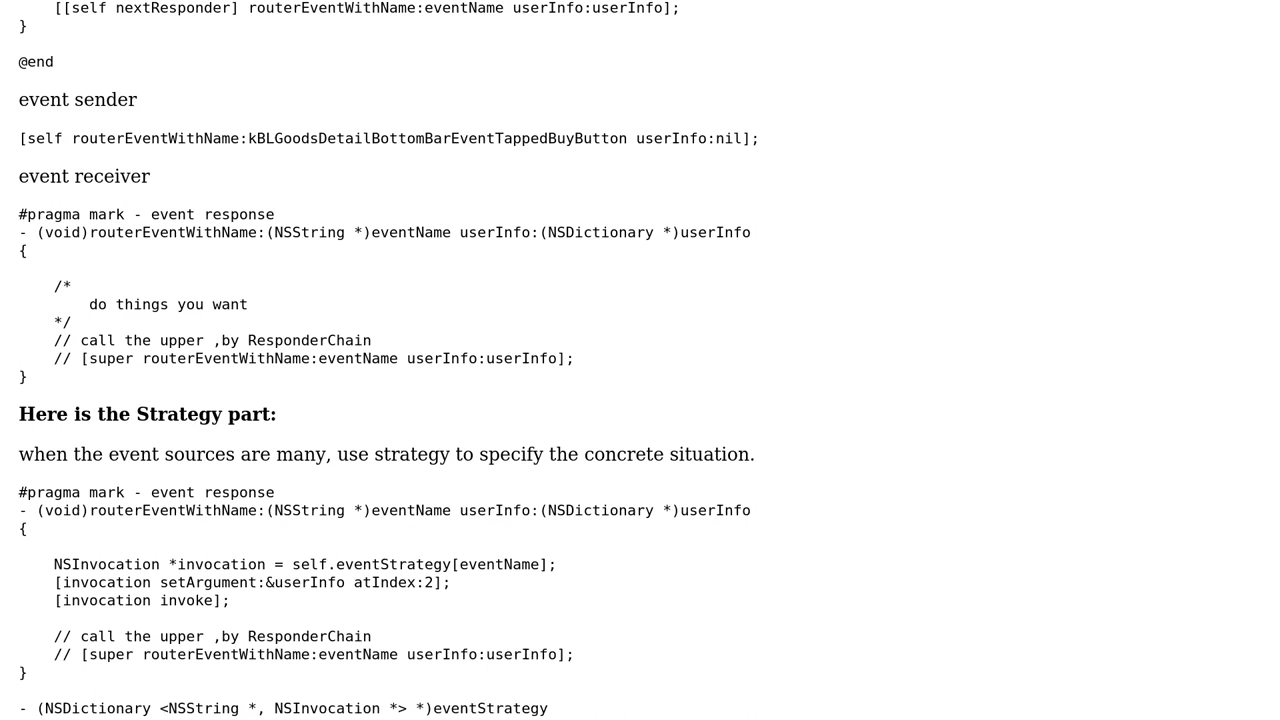 [[self nextResponder] routerEventWithName:eventName userInfo:userInfo];
}
@end
event sender
[self routerEventWithName:kBLGoodsDetailBottomBarEventTappedBuyButton userInfo:nil];
event receiver
#pragma mark - event response
- (void)routerEventWithName:(NSString *)eventName userInfo:(NSDictionary *)userInfo
{
/*
do things you want
*/
// call the upper ,by ResponderChain
// [super routerEventWithName:eventName userInfo:userInfo];
}
Here is the Strategy part:
when the event sources are many, use strategy to specify the concrete situation.
#pragma mark - event response
- (void)routerEventWithName:(NSString *)eventName userInfo:(NSDictionary *)userInfo
{
NSInvocation *invocation = self.eventStrategy[eventName];
[invocation setArgument:&userInfo atIndex:2];
[invocation invoke];
// call the upper ,by ResponderChain
// [super routerEventWithName:eventName userInfo:userInfo];
}
- (NSDictionary <NSString *, NSInvocation *> *)eventStrategy